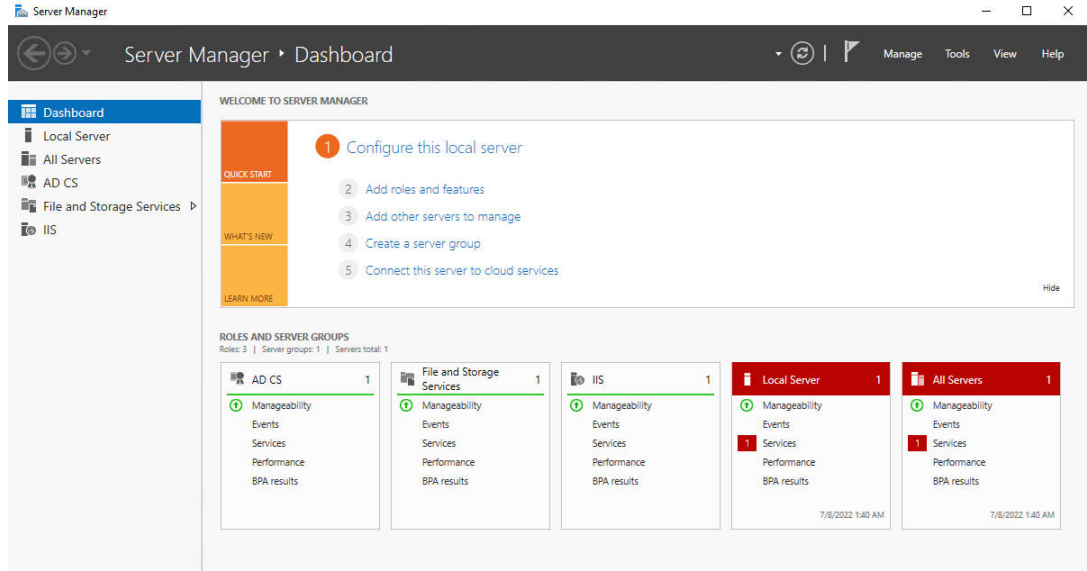 Server Manager
Server Manager ‣ Dashboard
Manage Tools View Help
Dashboard
Local Server
All Servers
AD CS
File and Storage Services
IIS
WELCOME TO SERVER MANAGER
QUICK START
WHAT'S NEW
LEARN MORE
1 Configure this local server
2 Add roles and features
3 Add other servers to manage
4 Create a server group
5 Connect this server to cloud services
Hide
ROLES AND SERVER GROUPS
Roles: 3 | Server groups: 1 | Servers total: 1
AD CS 1
Manageability
Events
Services
Performance
BPA results
File and Storage
Services 1
Manageability
Events
Services
Performance
BPA results
IIS 1
Manageability
Events
Services
Performance
BPA results
Local Server 1
Manageability
Events
1 Services
Performance
BPA results
7/8/2022 1:40 AM
All Servers 1
Manageability
Events
1 Services
Performance
BPA results
7/8/2022 1:40 AM